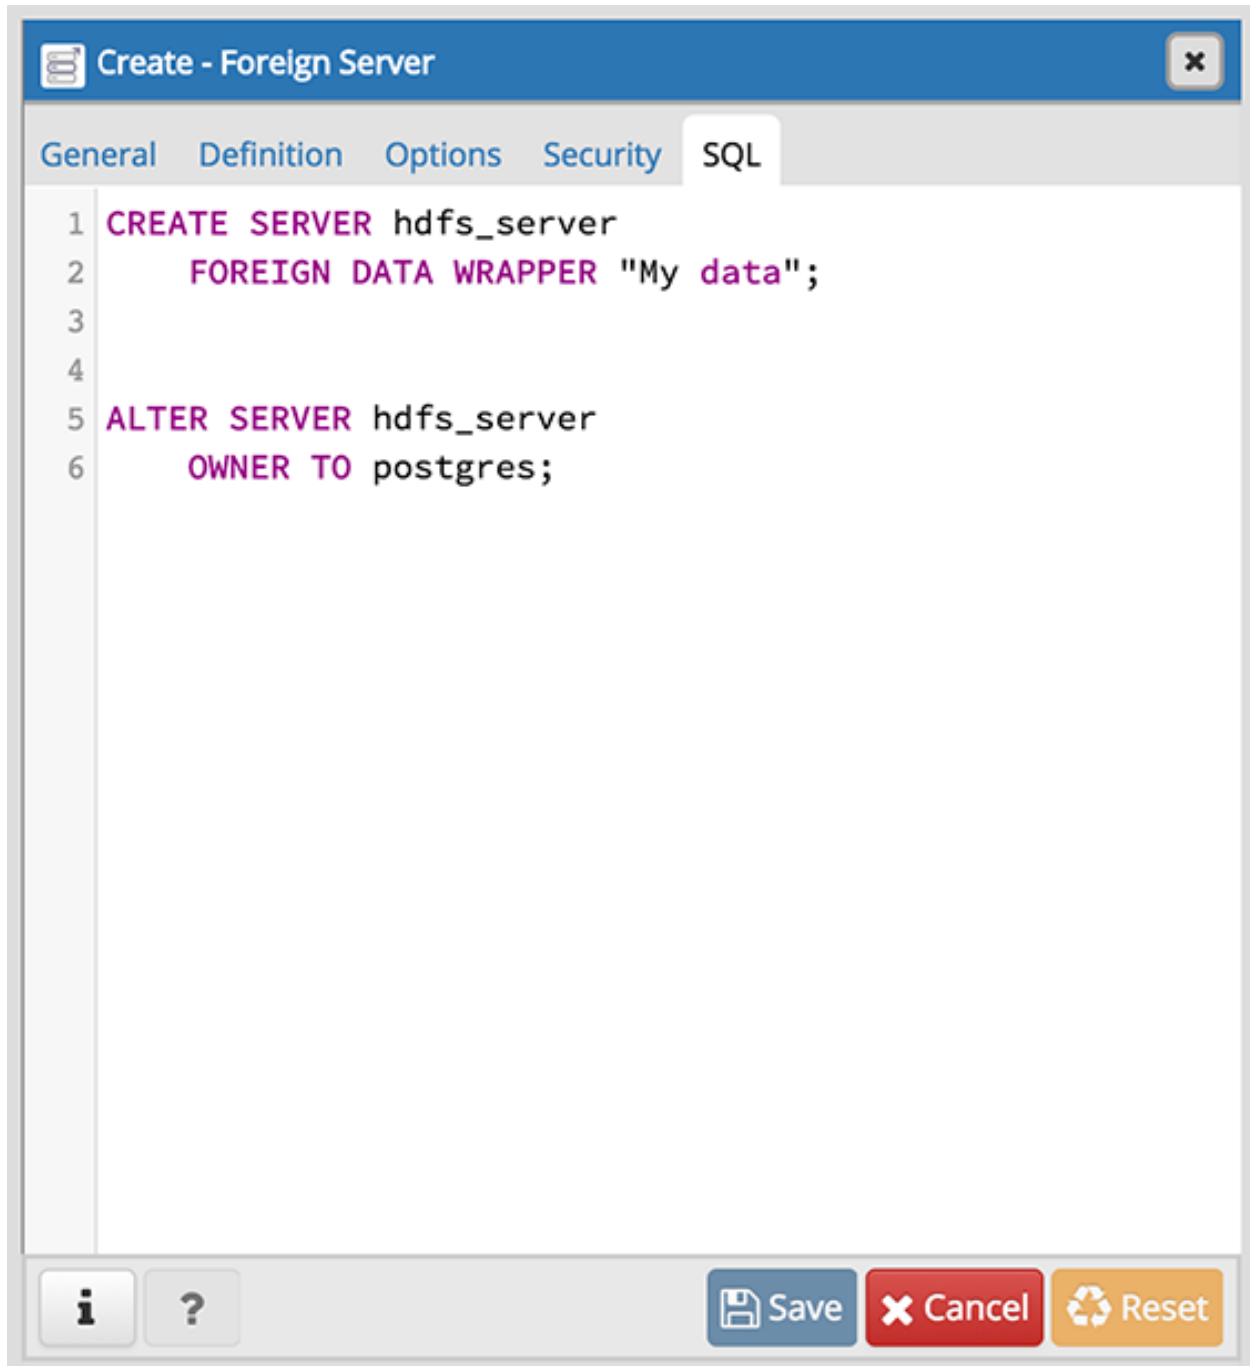 Create - Foreign Server
General Definition Options Security SQL
1 CREATE SERVER hdfs_server
2     FOREIGN DATA WRAPPER "My data";
3
4
5 ALTER SERVER hdfs_server
6     OWNER TO postgres;
i ? Save Cancel Reset